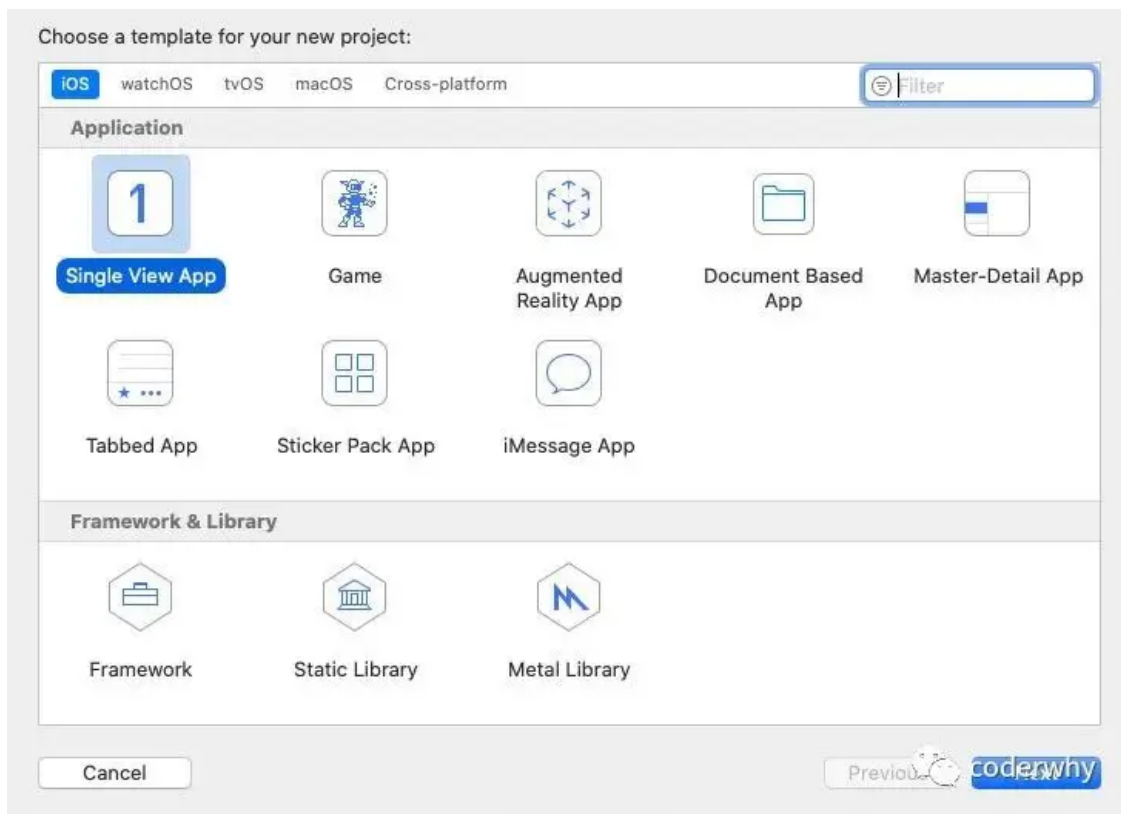 Choose a template for your new project:
iOS watchOS tvOS macOS Cross-platform Filter
Application
1
Single View App Game Augmented Reality App Document Based App Master-Detail App
Tabbed App Sticker Pack App iMessage App
Framework & Library
Framework Static Library Metal Library
Cancel Previous Next
coderwhy